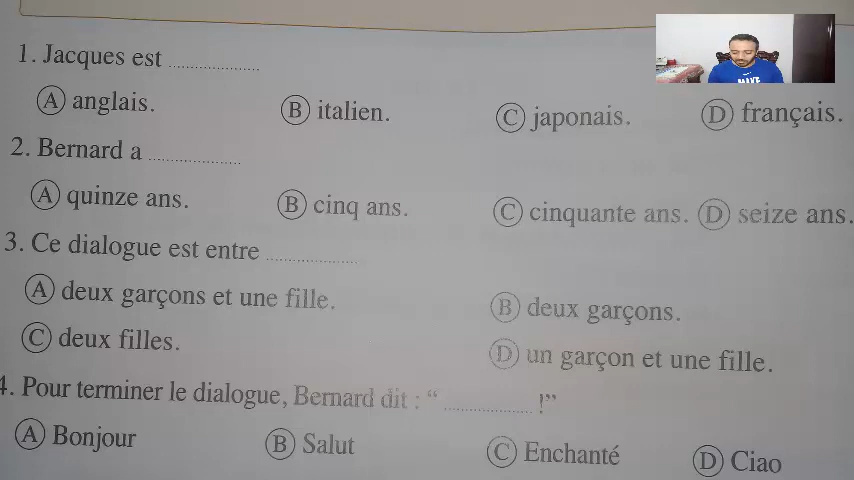 1. Jacques est ....................
A anglais. B italien. C japonais. D français.
2. Bernard a ....................
A quinze ans. B cinq ans. C cinquante ans. D seize ans.
3. Ce dialogue est entre ....................
A deux garçons et une fille. B deux garçons.
C deux filles. D un garçon et une fille.
4. Pour terminer le dialogue, Bernard dit : “ .................... !”
A Bonjour B Salut C Enchanté D Ciao